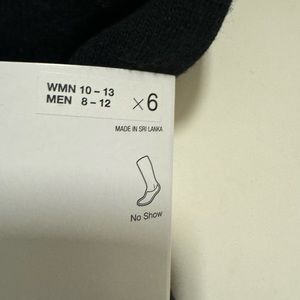 WMN 10 – 13
MEN 8 – 12
×6
MADE IN SRI LANKA
No Show